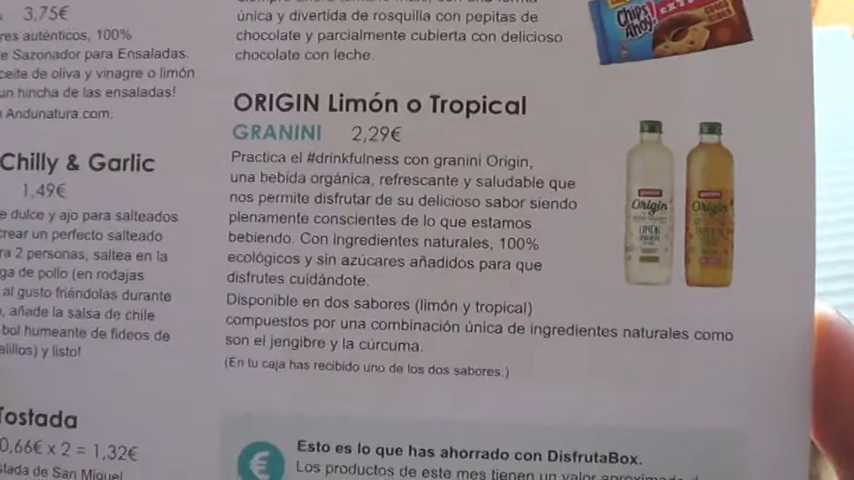 3.75€
res auténticos, 100%
e Sazonador para Ensaladas.
ceite de oliva y vinagre o limón
un hincha de las ensaladas!
Andunatura.com.
Chilly & Garlic
1,49€
e dulce y ajo para salteados
crear un perfecto salteado
ra 2 personas, saltea en la
ga de pollo (en rodajas
al gusto friéndolas durante
, añade la salsa de chile
bol humeante de fideos de
alillos) y listo!
Tostada
0,66€ x 2 = 1,32€
stada de San Miguel
única y divertida de rosquilla con pepitas de
chocolate y parcialmente cubierta con delicioso
chocolate con leche.
Chips
Ahoy!
ORIGIN Limón o Tropical
GRANINI 2,29€
Practica el #drinkfulness con granini Origin,
una bebida orgánica, refrescante y saludable que
nos permite disfrutar de su delicioso sabor siendo
plenamente conscientes de lo que estamos
bebiendo. Con ingredientes naturales, 100%
ecológicos y sin azúcares añadidos para que
disfrutes cuidándote.
Disponible en dos sabores (limón y tropical)
compuestos por una combinación única de ingredientes naturales como
son el jengibre y la cúrcuma.
(En tu caja has recibido uno de los dos sabores.)
Origin
LIMÓN
Origin
€
Esto es lo que has ahorrado con DisfrutaBox.
Los productos de este mes tienen un valor aproximado d